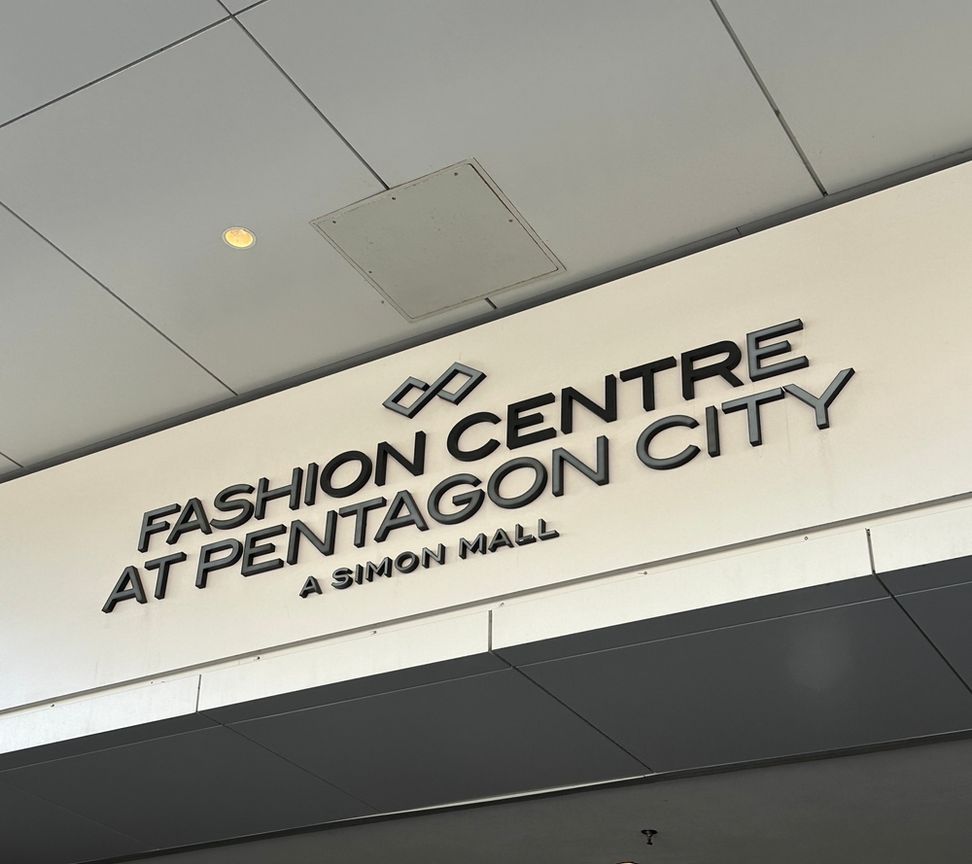 FASHION CENTRE
AT PENTAGON CITY
A SIMON MALL